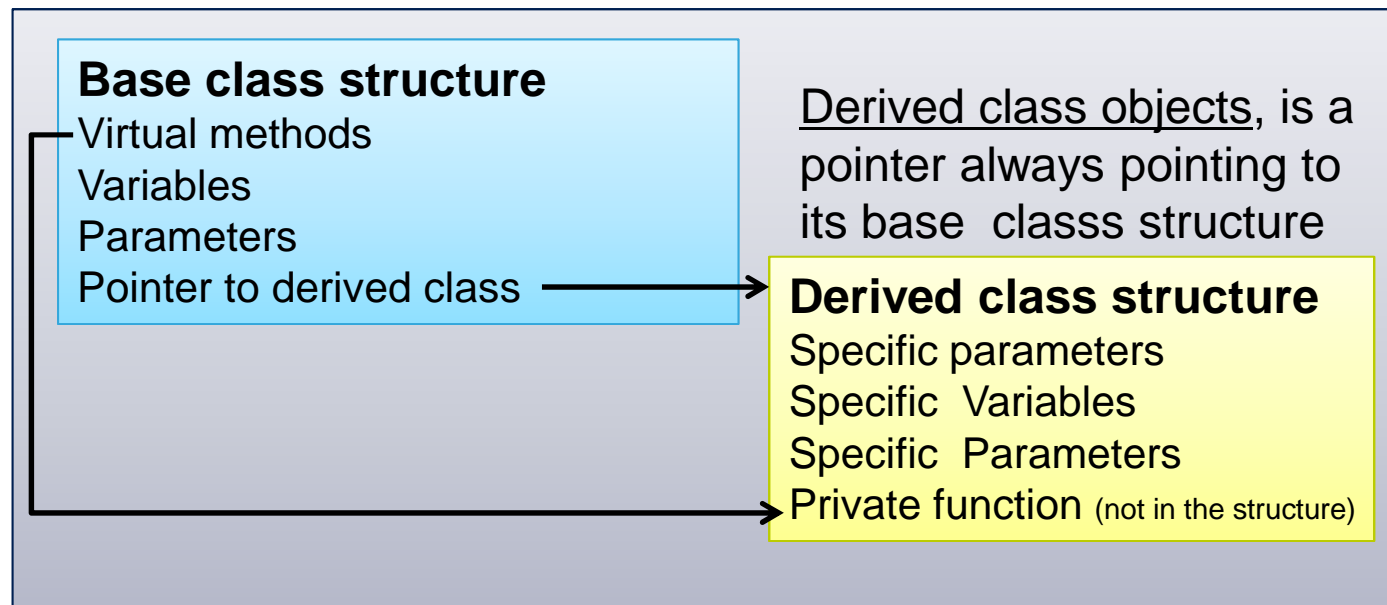 Base class structure
Virtual methods
Variables
Parameters
Pointer to derived class
Derived class objects, is a
pointer always pointing to
its base  classs structure
Derived class structure
Specific parameters
Specific  Variables
Specific  Parameters
Private function (not in the structure)